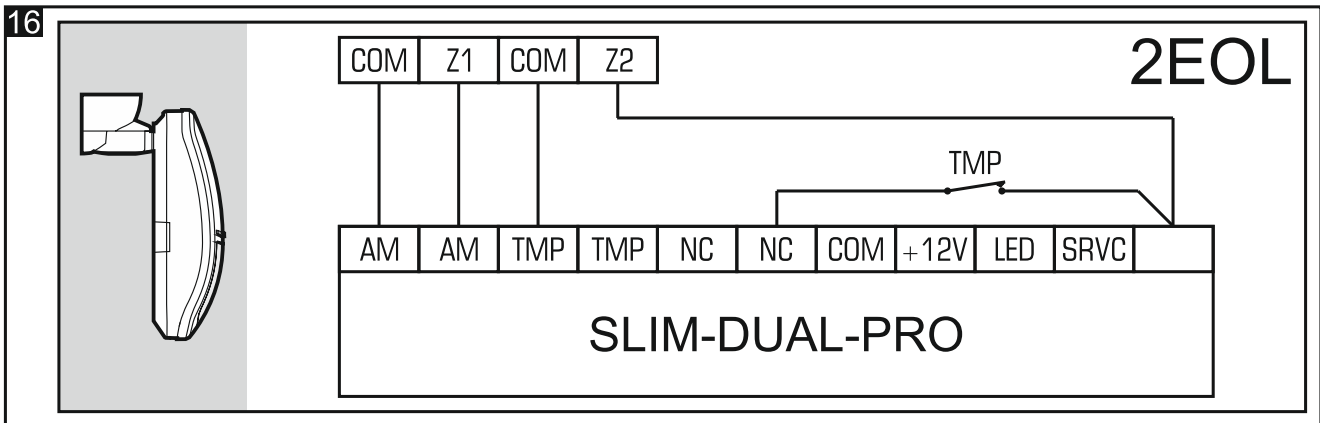 16
COM Z1 COM Z2
2EOL
TMP
AM AM TMP TMP NC NC COM +12V LED SRVC
SLIM-DUAL-PRO